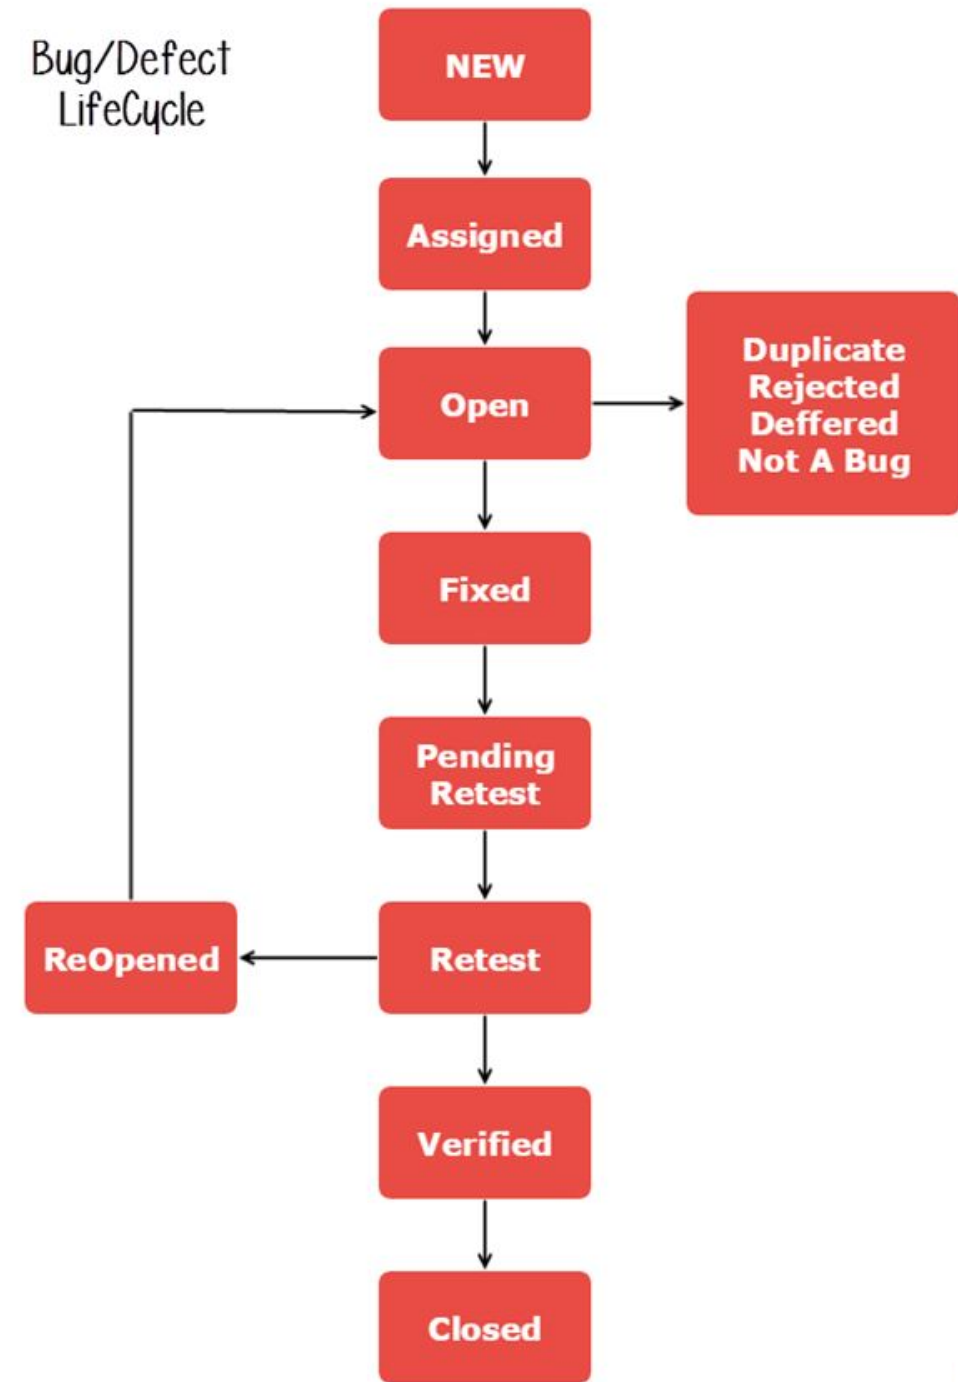 Bug/Defect
LifeCycle
NEW
Assigned
Open
Duplicate
Rejected
Deffered
Not A Bug
Fixed
Pending
Retest
ReOpened
Retest
Verified
Closed